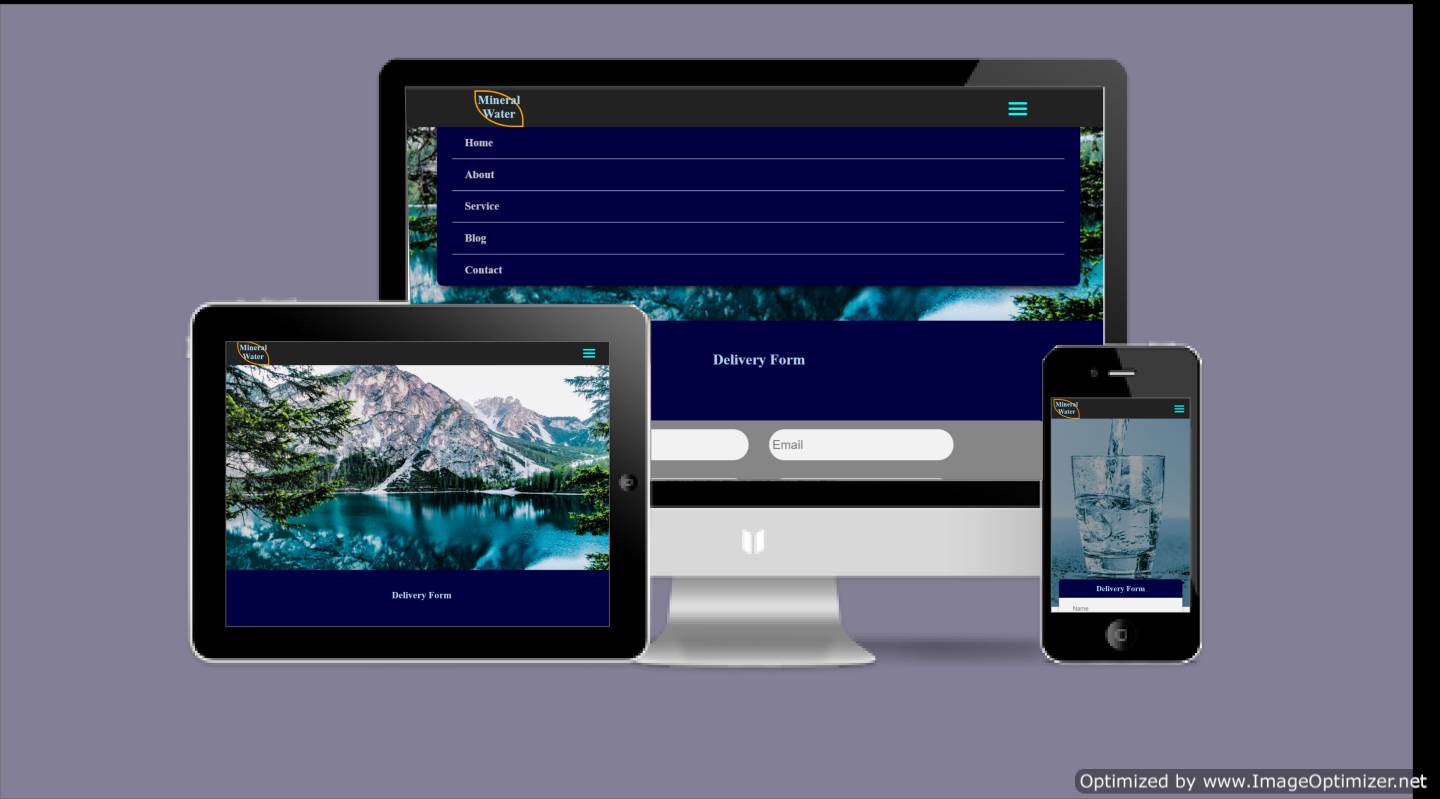 Mineral
Water
Home
About
Service
Blog
Contact
Delivery Form
Email
Mineral
Water
Delivery Form
Mineral
Water
Delivery Form
Name
Optimized by www.ImageOptimizer.net